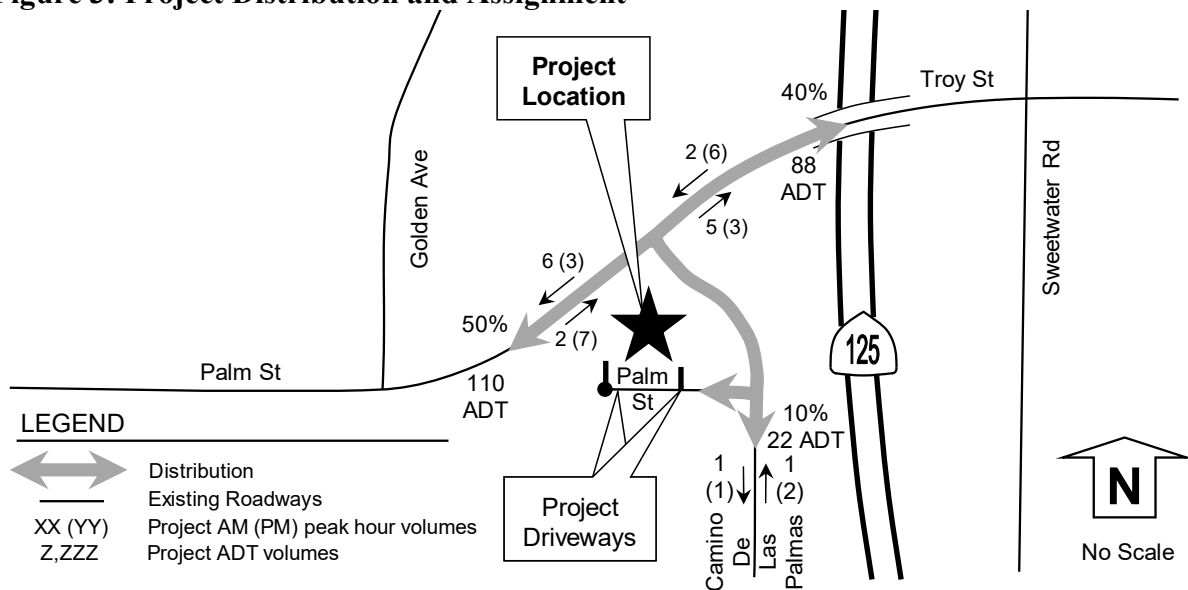 Figure 3: Project Distribution and Assignment
Project
Location
Troy St
40%
Golden Ave
2 (6)
88
ADT
5 (3)
Sweetwater Rd
6 (3)
50%
2 (7)
125
Palm St
110
ADT
Palm
St
10%
22 ADT
LEGEND
Distribution
Existing Roadways
XX (YY) Project AM (PM) peak hour volumes
Z,ZZZ Project ADT volumes
Project
Driveways
1
(1)
1
(2)
Camino
De
Las
Palmas
N
No Scale